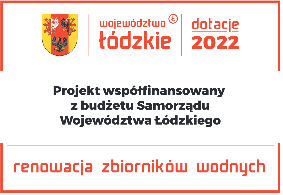 województwo ®
łódzkie
dotacje
2022
Projekt współfinansowany
z budżetu Samorządu
Województwa Łódzkiego
renowacja zbiorników wodnych